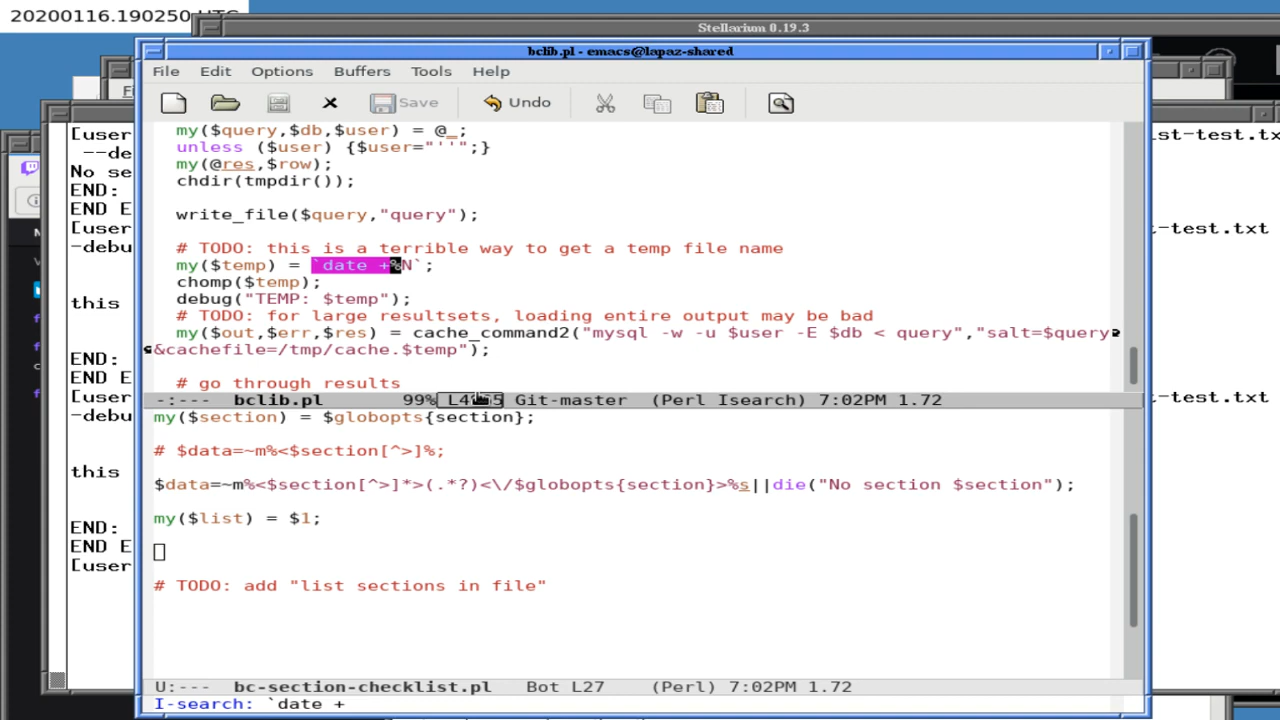 20200116.190250 UTC
Stellarium 0.19.3
bclib.pl - emacs@lapaz-shared
File Edit Options Buffers Tools Help
Save Undo
my($query,$db,$user) = @_;
unless ($user) {$user="''";}
my(@res,$row);
chdir(tmpdir());
write_file($query,"query");
# TODO: this is a terrible way to get a temp file name
my($temp) = `date +%N`;
chomp($temp);
debug("TEMP: $temp");
# TODO: for large resultsets, loading entire output may be bad
my($out,$err,$res) = cache_command2("mysql -w -u $user -E $db < query","salt=$query
&cachefile=/tmp/cache.$temp");
# go through results
-:--- bclib.pl 99% Git-master (Perl Isearch) 7:02PM 1.72
my($section) = $globopts{section};
# $data=~m%<$section[^>]%;
$data=~m%<$section[^>]*>(.*?)<\/$globopts{section}>%s||die("No section $section");
my($list) = $1;
# TODO: add "list sections in file"
U:--- bc-section-checklist.pl Bot L27 (Perl) 7:02PM 1.72
I-search: `date +
[user
--de
No se
END:
END E
[user
-debu
this
END:
END E
[user
-debu
this
END:
END E
[user
st-test.tx
t-test.txt
t-test.txt